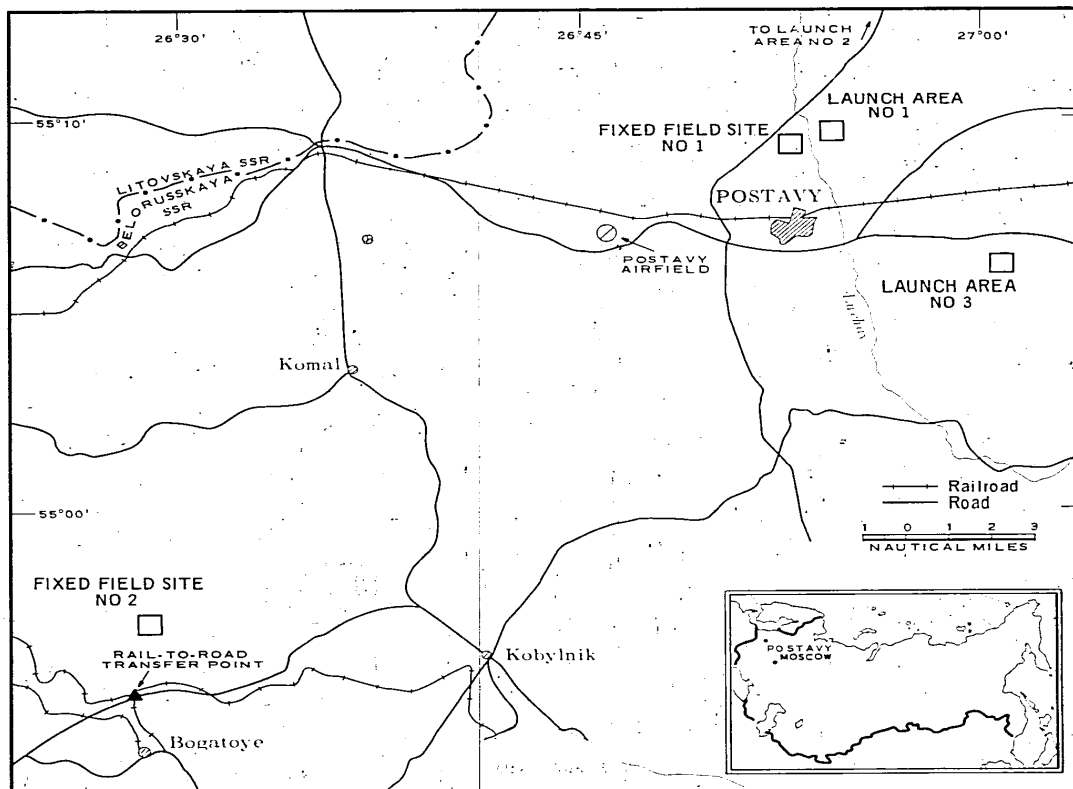 26°30'
26°45'
27°00'
TO LAUNCH
AREA NO 2
55°10'
LAUNCH AREA
NO 1
FIXED FIELD SITE
NO 1
LITOVSKAYA SSR
BELORUSSKAYA
SSR
POSTAVY
POSTAVY
AIRFIELD
LAUNCH AREA
NO 3
Komal
Railroad
Road
55°00'
1 0 1 2 3
NAUTICAL MILES
FIXED FIELD SITE
NO 2
RAIL-TO-ROAD
TRANSFER POINT
Kobylnik
POSTAVY
MOSCOW
Bogatoye